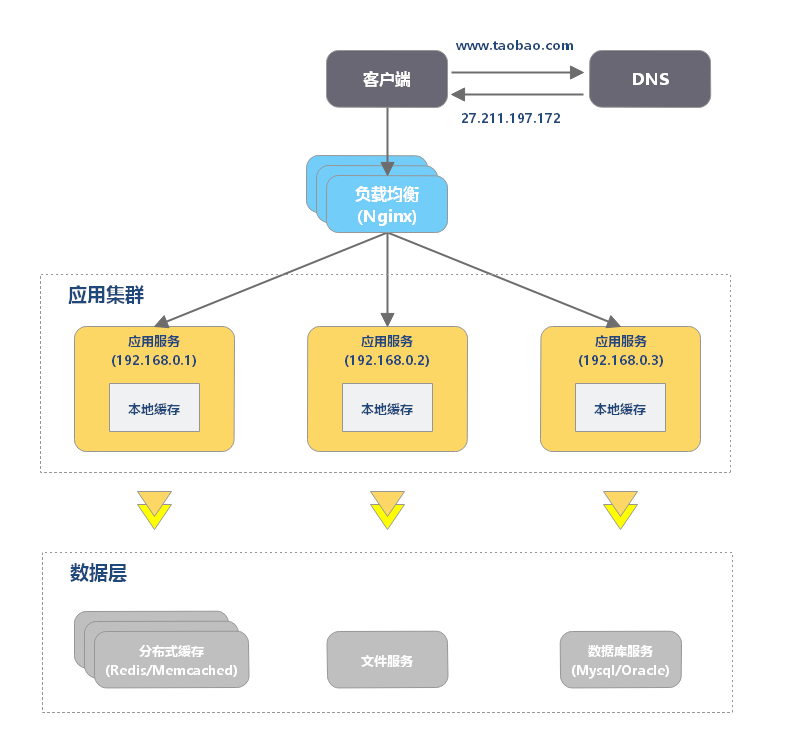 www.taobao.com
客户端
DNS
27.211.197.172
负载均衡
(Nginx)
应用集群
应用服务
(192.168.0.1)
本地缓存
应用服务
(192.168.0.2)
本地缓存
应用服务
(192.168.0.3)
本地缓存
数据层
分布式缓存
(Redis/Memcached)
文件服务
数据库服务
(Mysql/Oracle)